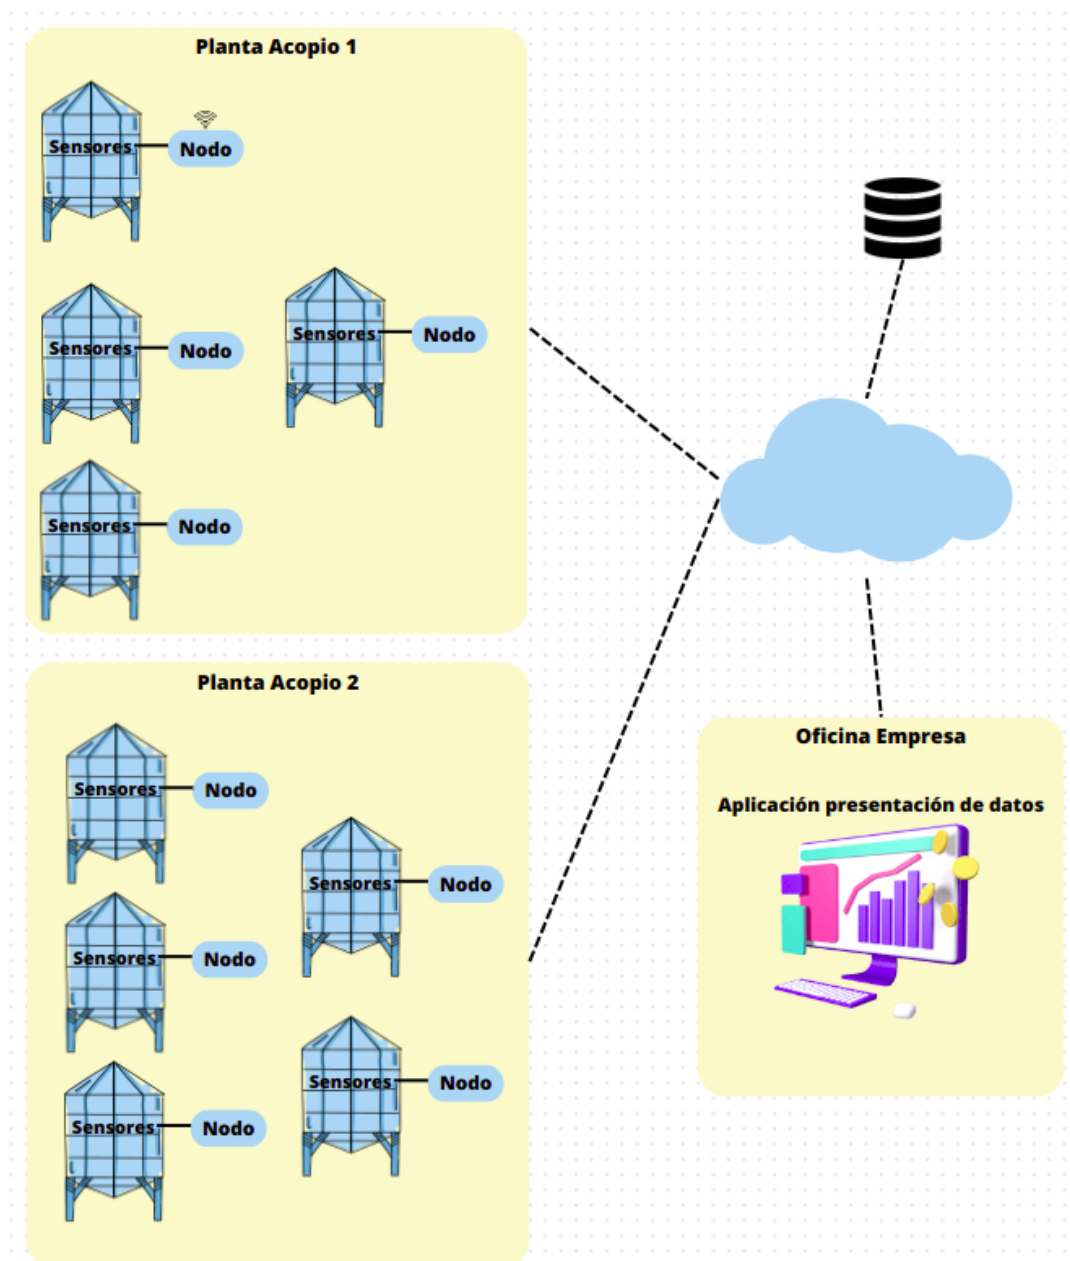 Planta Acopio 1
Sensores
Nodo
Sensores
Nodo
Sensores
Nodo
Sensores
Nodo
Planta Acopio 2
Sensores
Nodo
Sensores
Nodo
Sensores
Nodo
Sensores
Nodo
Sensores
Nodo
Oficina Empresa
Aplicación presentación de datos